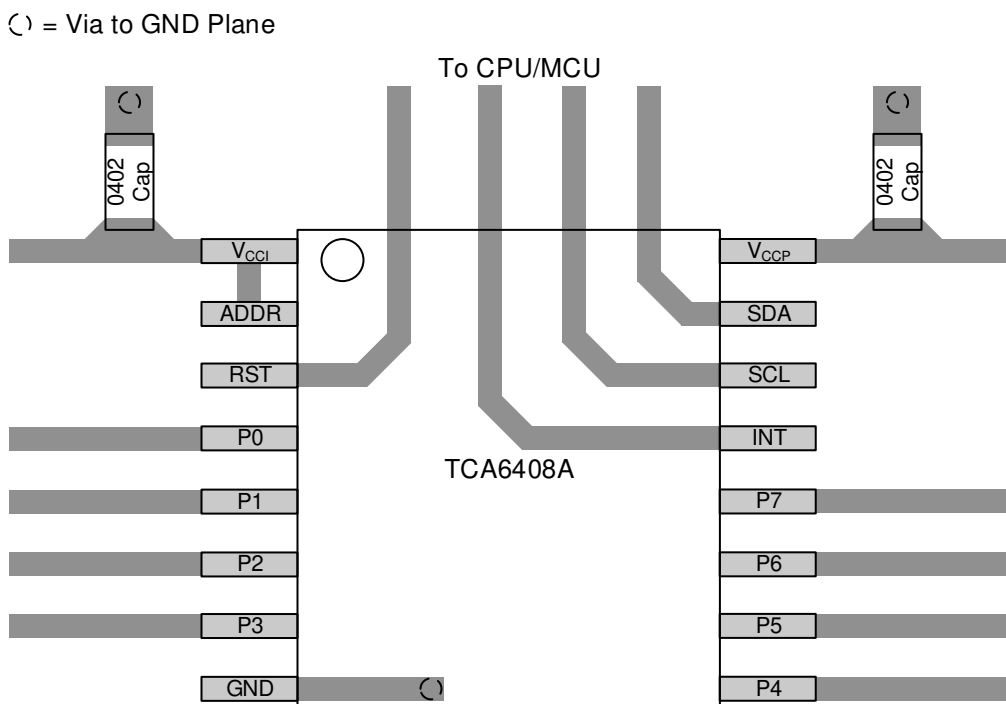 = Via to GND Plane
To CPU/MCU
0402
Cap
0402
Cap
VCCI
VCCP
ADDR
SDA
RST
SCL
P0
INT
TCA6408A
P1
P7
P2
P6
P3
P5
GND
P4